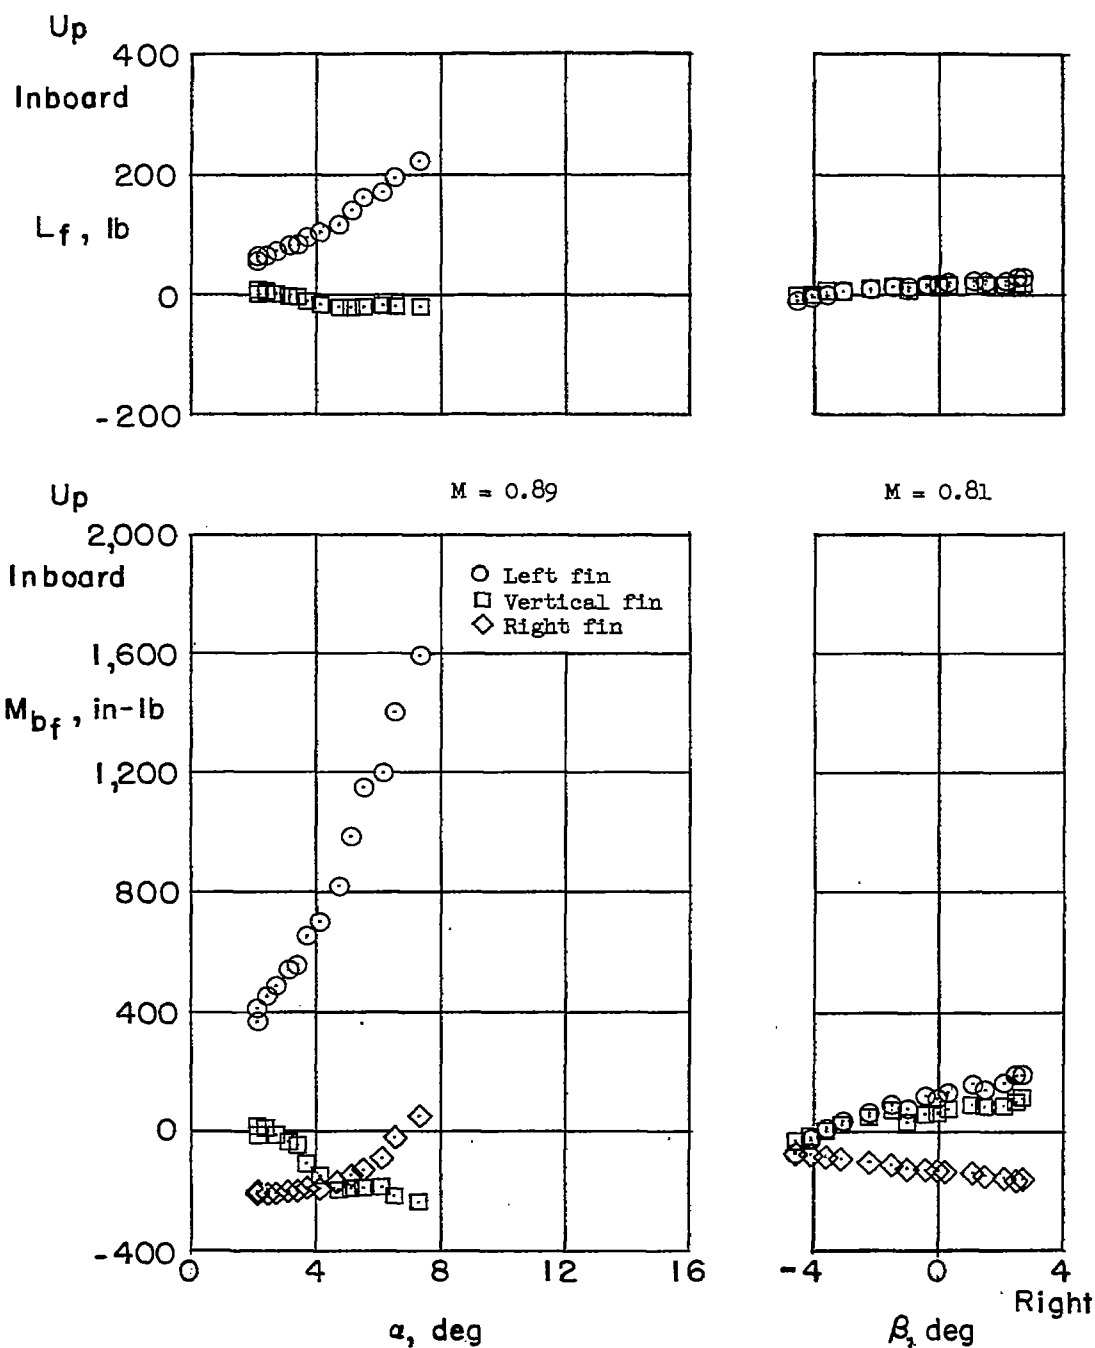 Up
400
Inboard
200
Lf, lb
0
-200
Up
M = 0.89
M = 0.81
2,000
Inboard
Left fin
Vertical fin
Right fin
1,600
Mbf, in-lb
1,200
800
400
0
-400
0 4 8 12 16
-4 0 4
Right
α, deg
β, deg